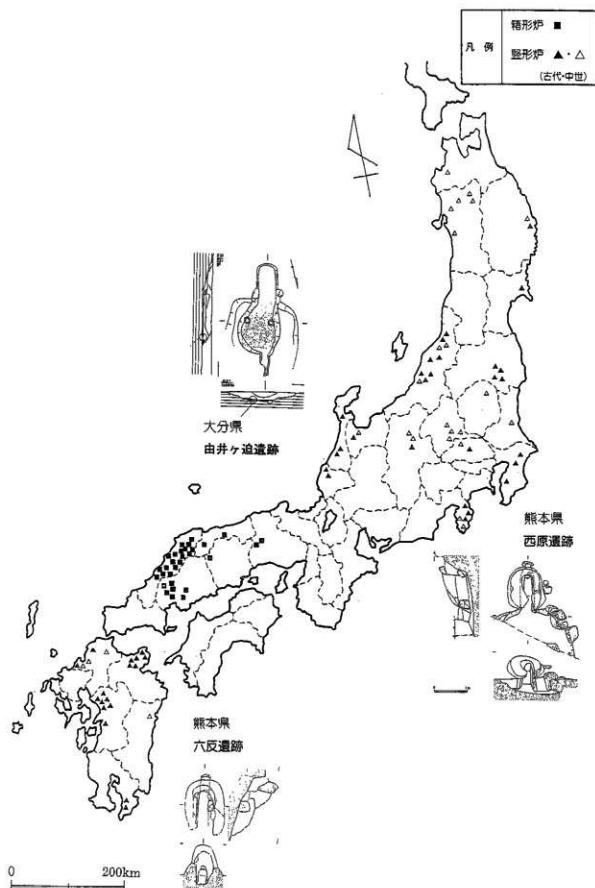 凡例
箱形炉 ■
竪形炉 ▲・△
(古代・中世)
大分県
由井ヶ迫遺跡
熊本県
西原遺跡
熊本県
六反遺跡
0 200km